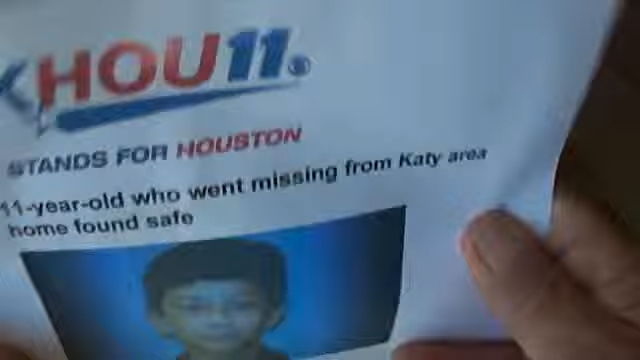 KHOU11.
STANDS FOR HOUSTON
11-year-old who went missing from Katy area
home found safe